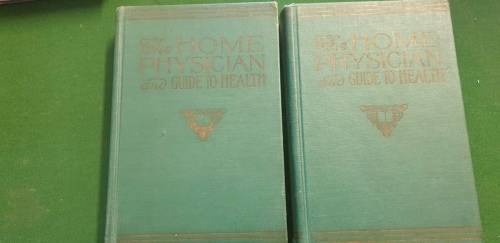 The HOME
PHYSICIAN
and GUIDE TO HEALTH
The HOME
PHYSICIAN
and GUIDE TO HEALTH